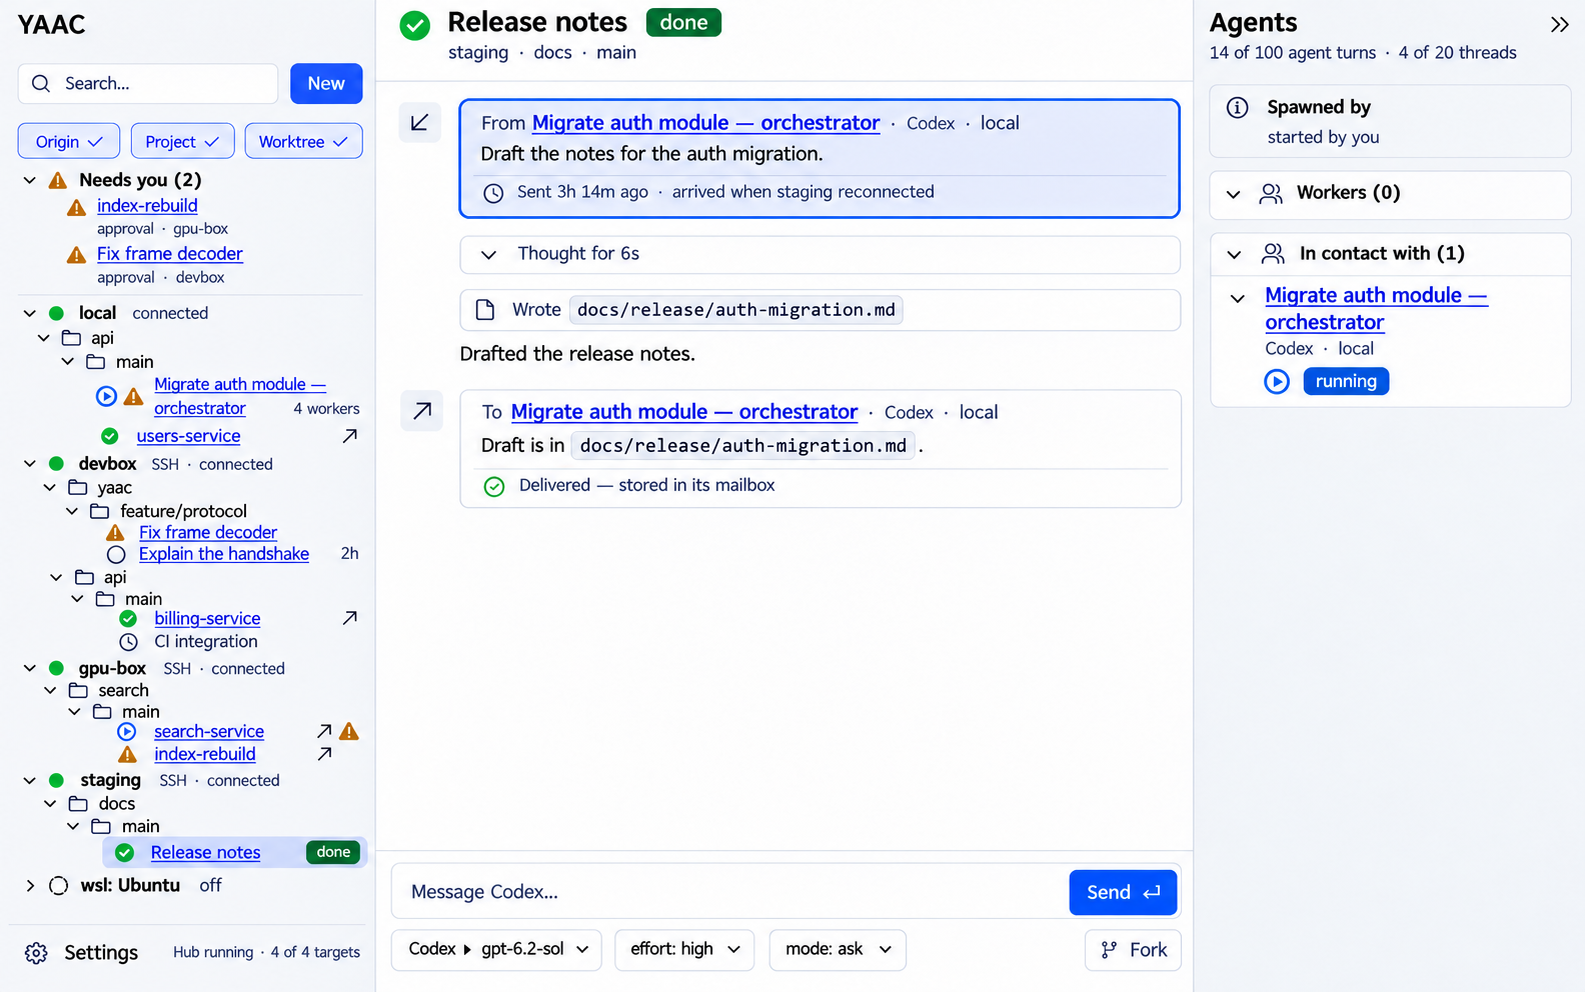 YAAC
Search...
New
Origin
Project
Worktree
Needs you (2)
index-rebuild
approval · gpu-box
Fix frame decoder
approval · devbox
local connected
api
main
Migrate auth module —
orchestrator 4 workers
users-service
devbox SSH · connected
yaac
feature/protocol
Fix frame decoder
Explain the handshake 2h
api
main
billing-service
CI integration
gpu-box SSH · connected
search
main
search-service
index-rebuild
staging SSH · connected
docs
main
Release notes done
wsl: Ubuntu off
Settings Hub running · 4 of 4 targets
Release notes done
staging · docs · main
From Migrate auth module — orchestrator · Codex · local
Draft the notes for the auth migration.
Sent 3h 14m ago · arrived when staging reconnected
Thought for 6s
Wrote docs/release/auth-migration.md
Drafted the release notes.
To Migrate auth module — orchestrator · Codex · local
Draft is in docs/release/auth-migration.md .
Delivered — stored in its mailbox
Message Codex...
Send
Codex gpt-6.2-sol
effort: high
mode: ask
Fork
Agents
14 of 100 agent turns · 4 of 20 threads
Spawned by
started by you
Workers (0)
In contact with (1)
Migrate auth module —
orchestrator
Codex · local
running